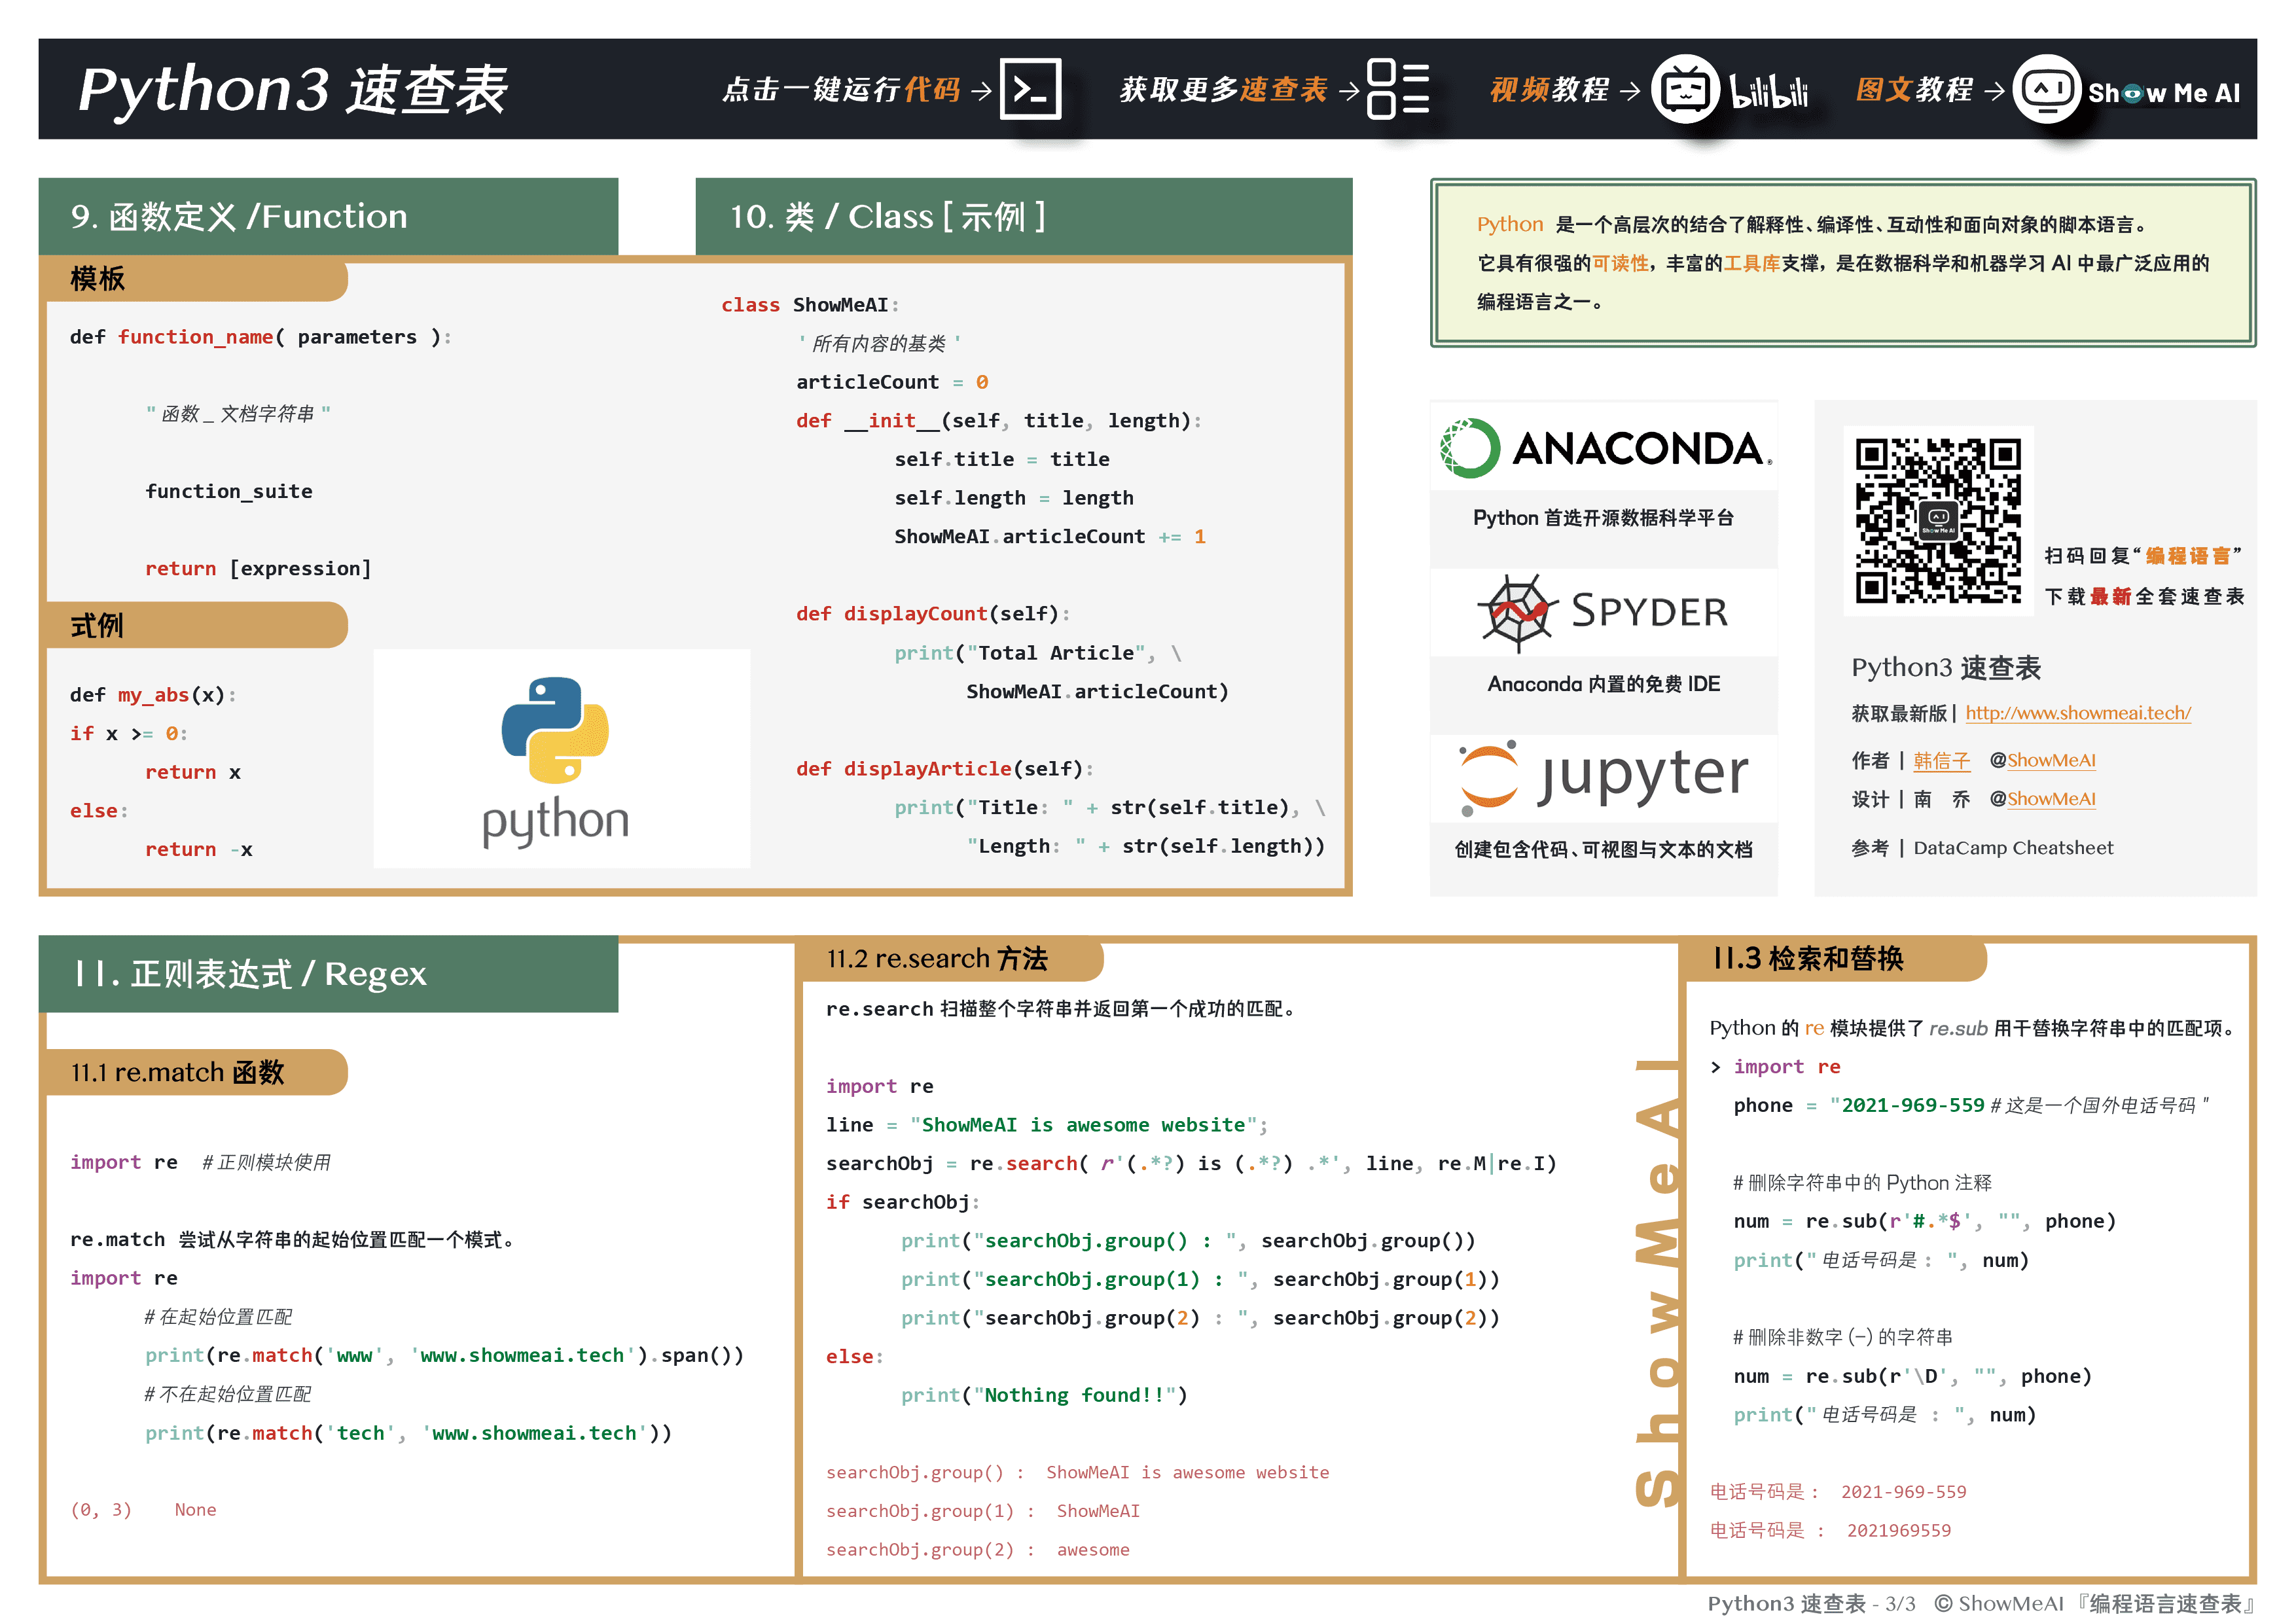 Python3 速查表
点击一键运行代码→
获取更多速查表→
视频教程→ bilibili
图文教程→ Show Me AI
9. 函数定义 /Function
模板
def function_name( parameters ):
" 函数 _ 文档字符串 "
function_suite
return [expression]
式例
def my_abs(x):
if x >= 0:
return x
else:
return -x
python
10. 类 / Class [ 示例 ]
class ShowMeAI:
' 所有内容的基类 '
articleCount = 0
def __init__(self, title, length):
self.title = title
self.length = length
ShowMeAI.articleCount += 1
def displayCount(self):
print("Total Article", \
ShowMeAI.articleCount)
def displayArticle(self):
print("Title: " + str(self.title), \
"Length: " + str(self.length))
Python 是一个高层次的结合了解释性、编译性、互动性和面向对象的脚本语言。
它具有很强的可读性，丰富的工具库支撑，是在数据科学和机器学习 AI 中最广泛应用的
编程语言之一。
ANACONDA®
Python 首选开源数据科学平台
SPYDER
Anaconda 内置的免费 IDE
jupyter
创建包含代码、可视图与文本的文档
Show Me AI
扫码回复“编程语言”
下载最新全套速查表
Python3 速查表
获取最新版 | http://www.showmeai.tech/
作者 | 韩信子 @ShowMeAI
设计 | 南 乔 @ShowMeAI
参考 | DataCamp Cheatsheet
11. 正则表达式 / Regex
11.1 re.match 函数
import re # 正则模块使用
re.match 尝试从字符串的起始位置匹配一个模式。
import re
# 在起始位置匹配
print(re.match('www', 'www.showmeai.tech').span())
# 不在起始位置匹配
print(re.match('tech', 'www.showmeai.tech'))
(0, 3) None
11.2 re.search 方法
re.search 扫描整个字符串并返回第一个成功的匹配。
import re
line = "ShowMeAI is awesome website";
searchObj = re.search( r'(.*?) is (.*?) .*', line, re.M|re.I)
if searchObj:
print("searchObj.group() : ", searchObj.group())
print("searchObj.group(1) : ", searchObj.group(1))
print("searchObj.group(2) : ", searchObj.group(2))
else:
print("Nothing found!!")
searchObj.group() : ShowMeAI is awesome website
searchObj.group(1) : ShowMeAI
searchObj.group(2) : awesome
ShowMeAI
11.3 检索和替换
Python 的 re 模块提供了 re.sub 用于替换字符串中的匹配项。
> import re
phone = "2021-969-559 # 这是一个国外电话号码 "
# 删除字符串中的 Python 注释
num = re.sub(r'#.*$', "", phone)
print(" 电话号码是 : ", num)
# 删除非数字 (-) 的字符串
num = re.sub(r'\D', "", phone)
print(" 电话号码是 : ", num)
电话号码是 : 2021-969-559
电话号码是 : 2021969559
Python3 速查表 - 3/3 © ShowMeAI 『编程语言速查表』